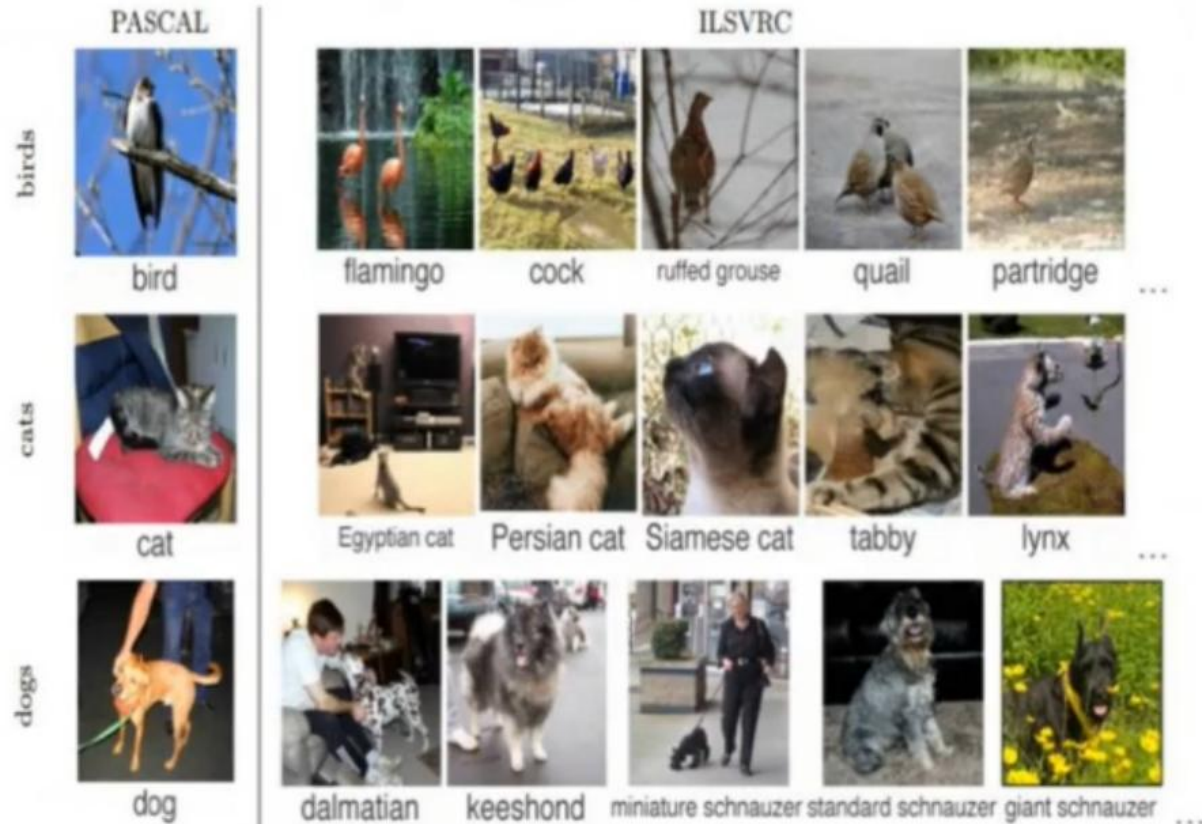 PASCAL ILSVRC
birds
bird flamingo cock ruffed grouse quail partridge ...
cats
cat Egyptian cat Persian cat Siamese cat tabby lynx ...
dogs
dog dalmatian keeshond miniature schnauzer standard schnauzer giant schnauzer ...